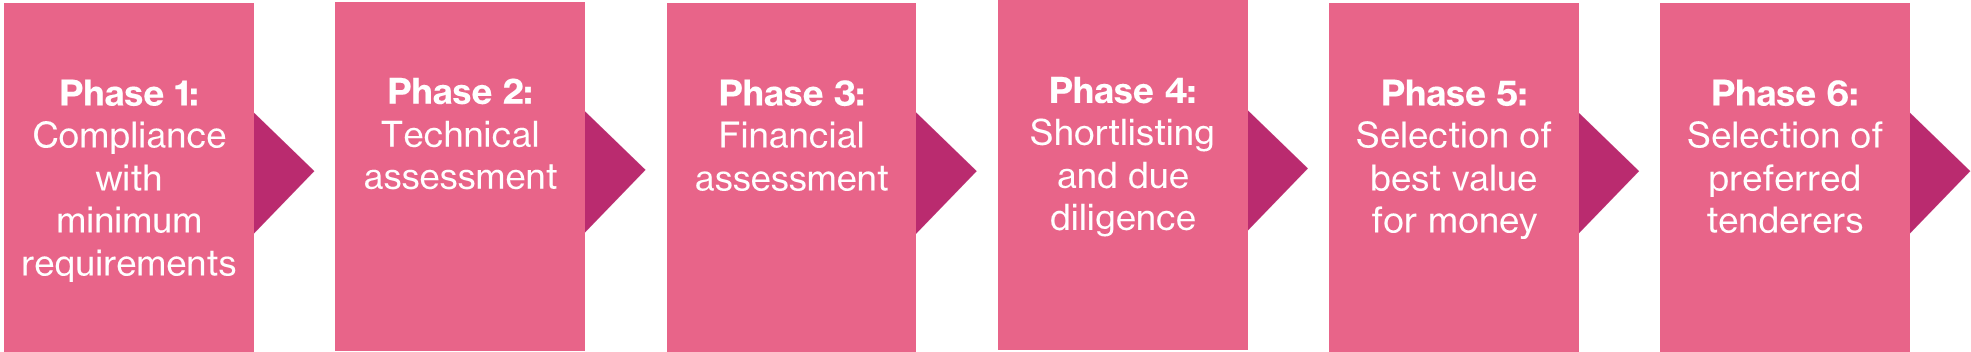 Phase 1:
Compliance
with
minimum
requirements
Phase 2:
Technical
assessment
Phase 3:
Financial
assessment
Phase 4:
Shortlisting
and due
diligence
Phase 5:
Selection of
best value
for money
Phase 6:
Selection of
preferred
tenderers